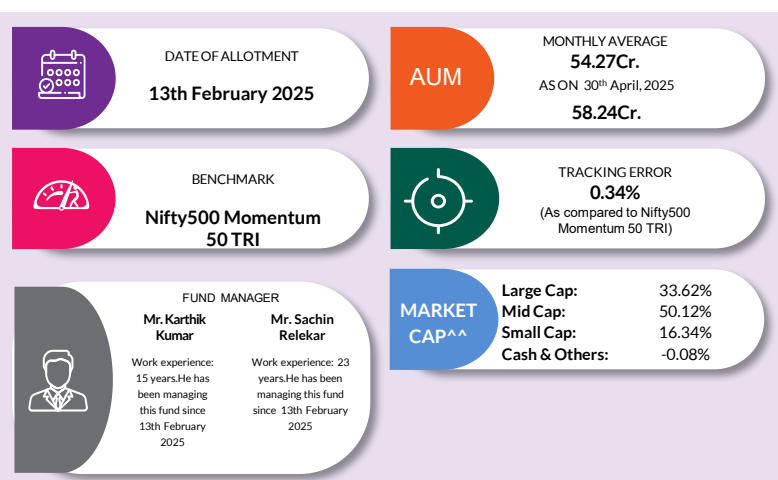 DATE OF ALLOTMENT
13th February 2025
AUM
MONTHLY AVERAGE
54.27Cr.
AS ON 30th April, 2025
58.24Cr.
BENCHMARK
Nifty500 Momentum
50 TRI
TRACKING ERROR
0.34%
(As compared to Nifty500
Momentum 50 TRI)
FUND MANAGER
Mr. Karthik
Kumar
Work experience:
15 years.He has
been managing
this fund since
13th February
2025
Mr. Sachin
Relekar
Work experience: 23
years.He has been
managing this fund
since 13th February
2025
MARKET
CAP^^
Large Cap: 33.62%
Mid Cap: 50.12%
Small Cap: 16.34%
Cash & Others: -0.08%